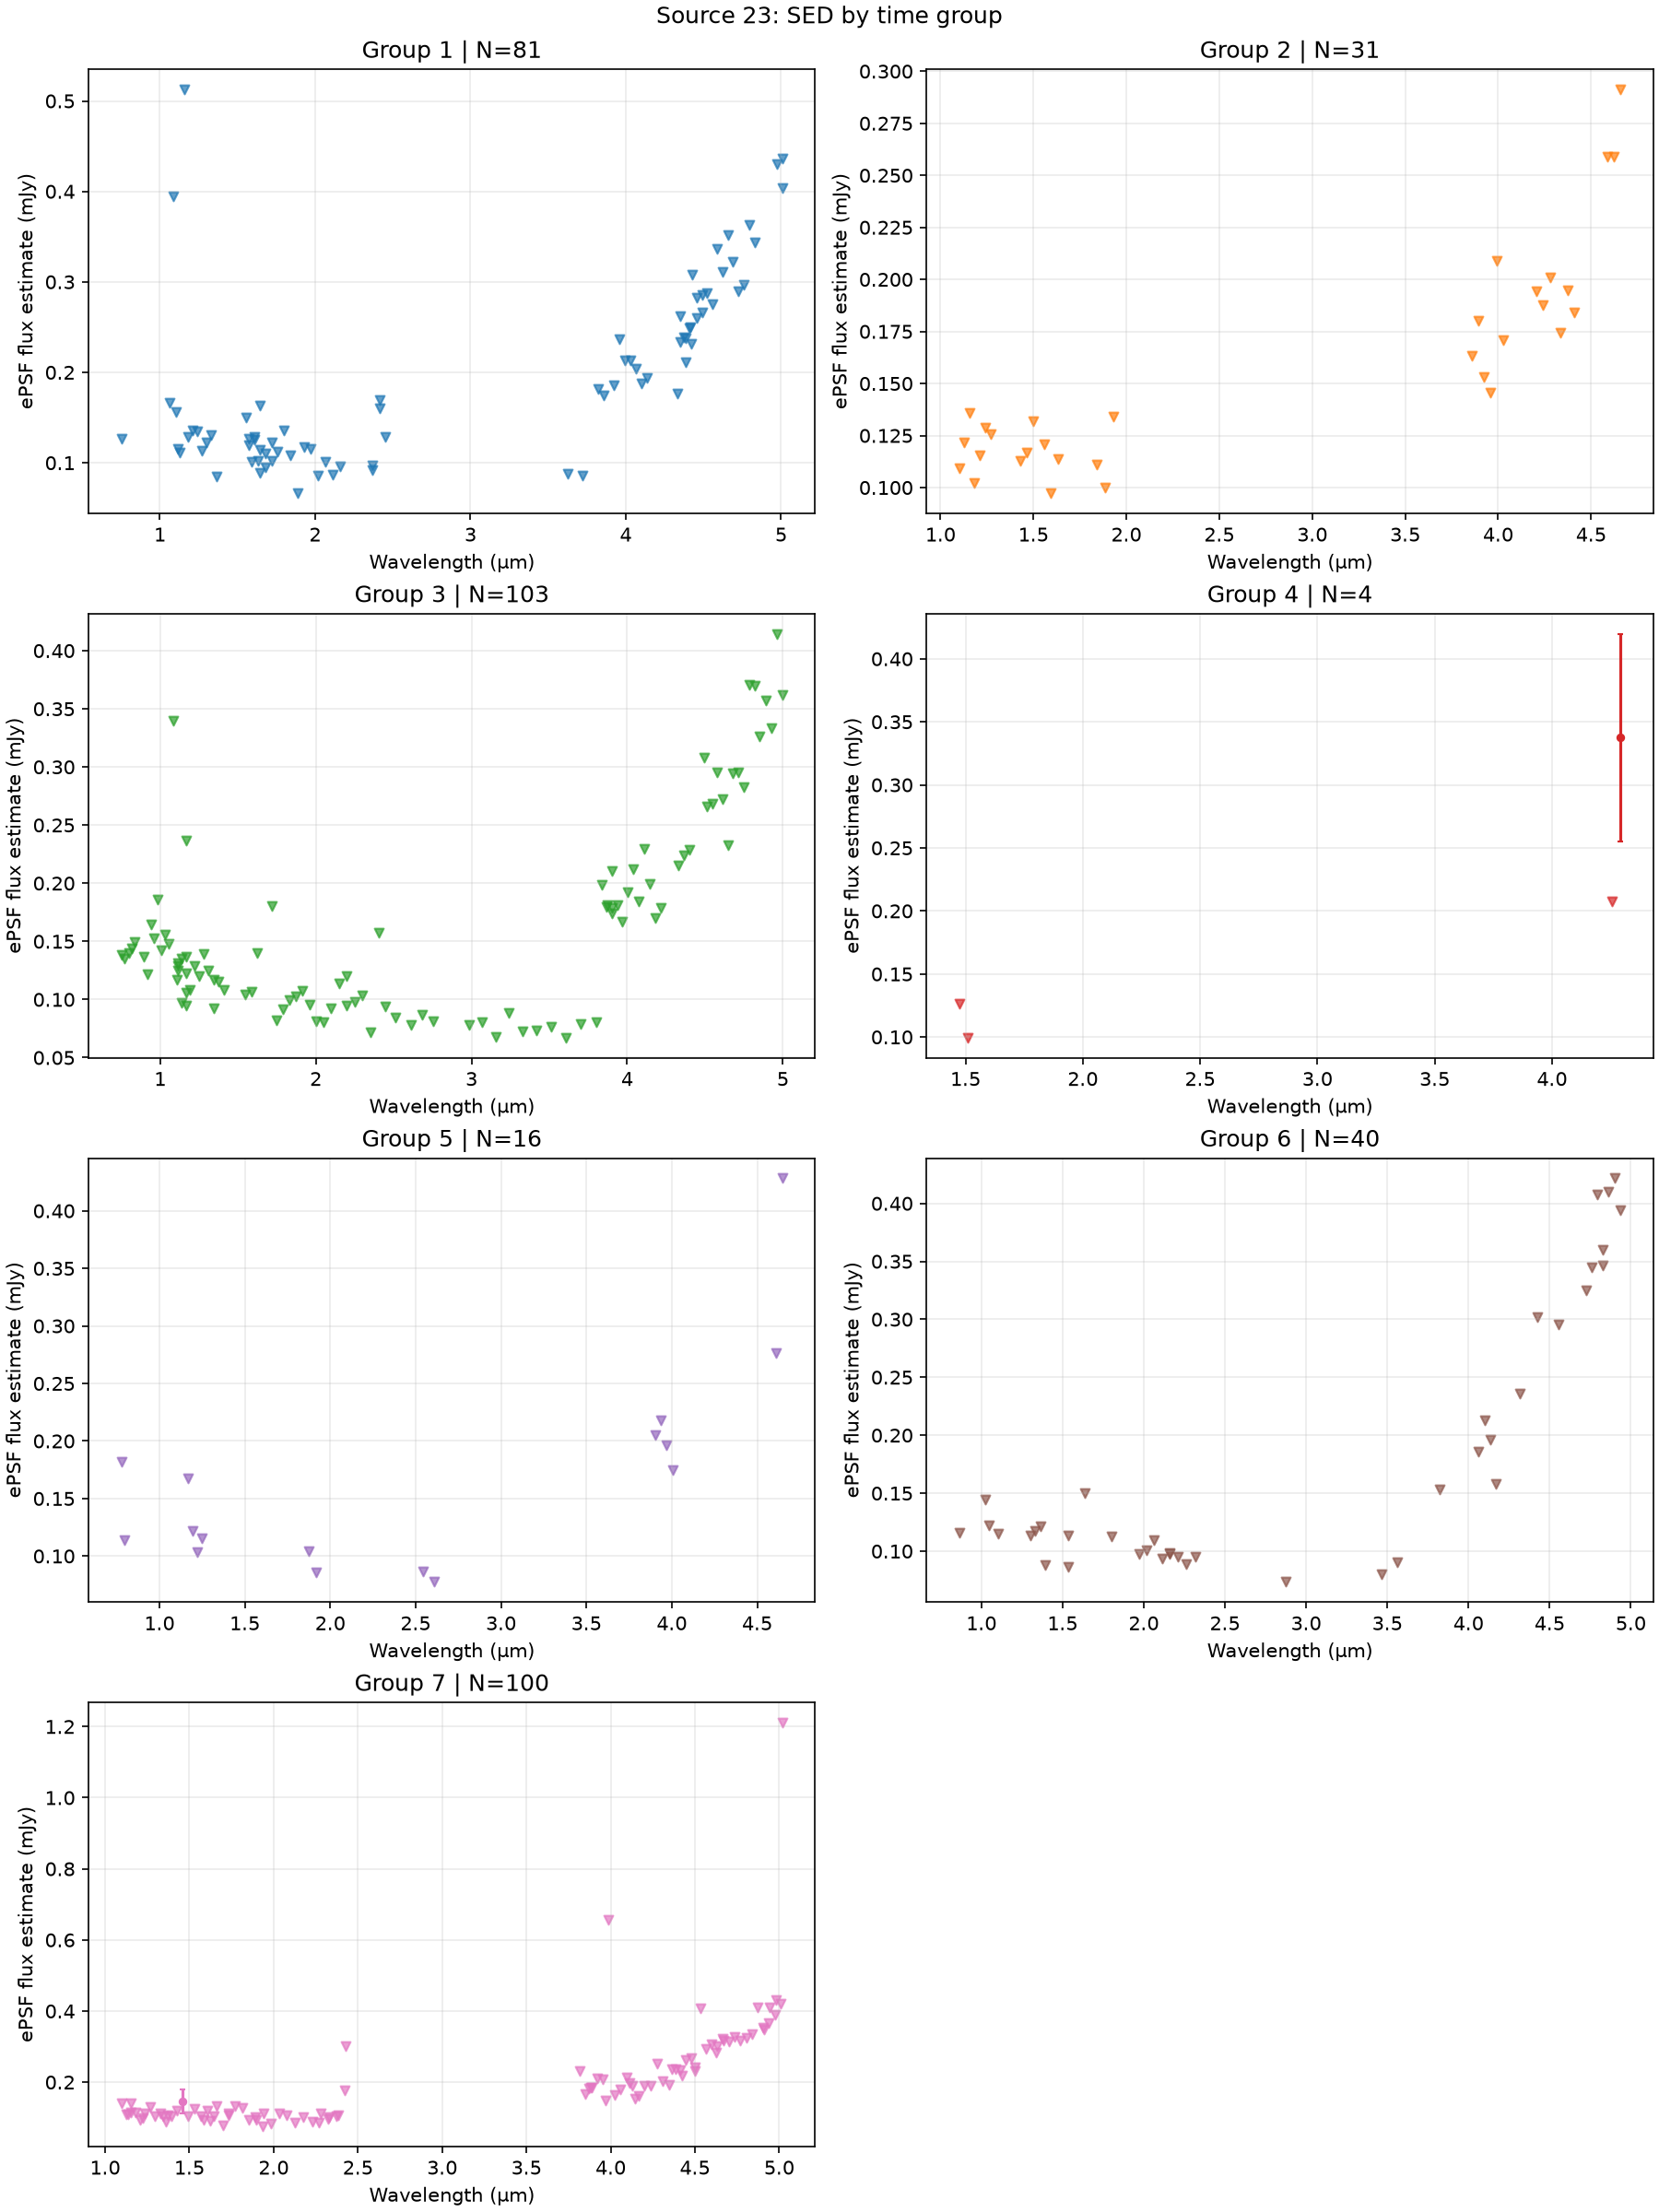 Source 23: SED by time group
Group 1 | N=81
ePSF flux estimate (mJy)
0.5
0.4
0.3
0.2
0.1
1 2 3 4 5
Wavelength (µm)
Group 2 | N=31
ePSF flux estimate (mJy)
0.300
0.275
0.250
0.225
0.200
0.175
0.150
0.125
0.100
1.0 1.5 2.0 2.5 3.0 3.5 4.0 4.5
Wavelength (µm)
Group 3 | N=103
ePSF flux estimate (mJy)
0.40
0.35
0.30
0.25
0.20
0.15
0.10
0.05
1 2 3 4 5
Wavelength (µm)
Group 4 | N=4
ePSF flux estimate (mJy)
0.40
0.35
0.30
0.25
0.20
0.15
0.10
1.5 2.0 2.5 3.0 3.5 4.0
Wavelength (µm)
Group 5 | N=16
ePSF flux estimate (mJy)
0.40
0.35
0.30
0.25
0.20
0.15
0.10
1.0 1.5 2.0 2.5 3.0 3.5 4.0 4.5
Wavelength (µm)
Group 6 | N=40
ePSF flux estimate (mJy)
0.40
0.35
0.30
0.25
0.20
0.15
0.10
1.0 1.5 2.0 2.5 3.0 3.5 4.0 4.5 5.0
Wavelength (µm)
Group 7 | N=100
ePSF flux estimate (mJy)
1.2
1.0
0.8
0.6
0.4
0.2
1.0 1.5 2.0 2.5 3.0 3.5 4.0 4.5 5.0
Wavelength (µm)